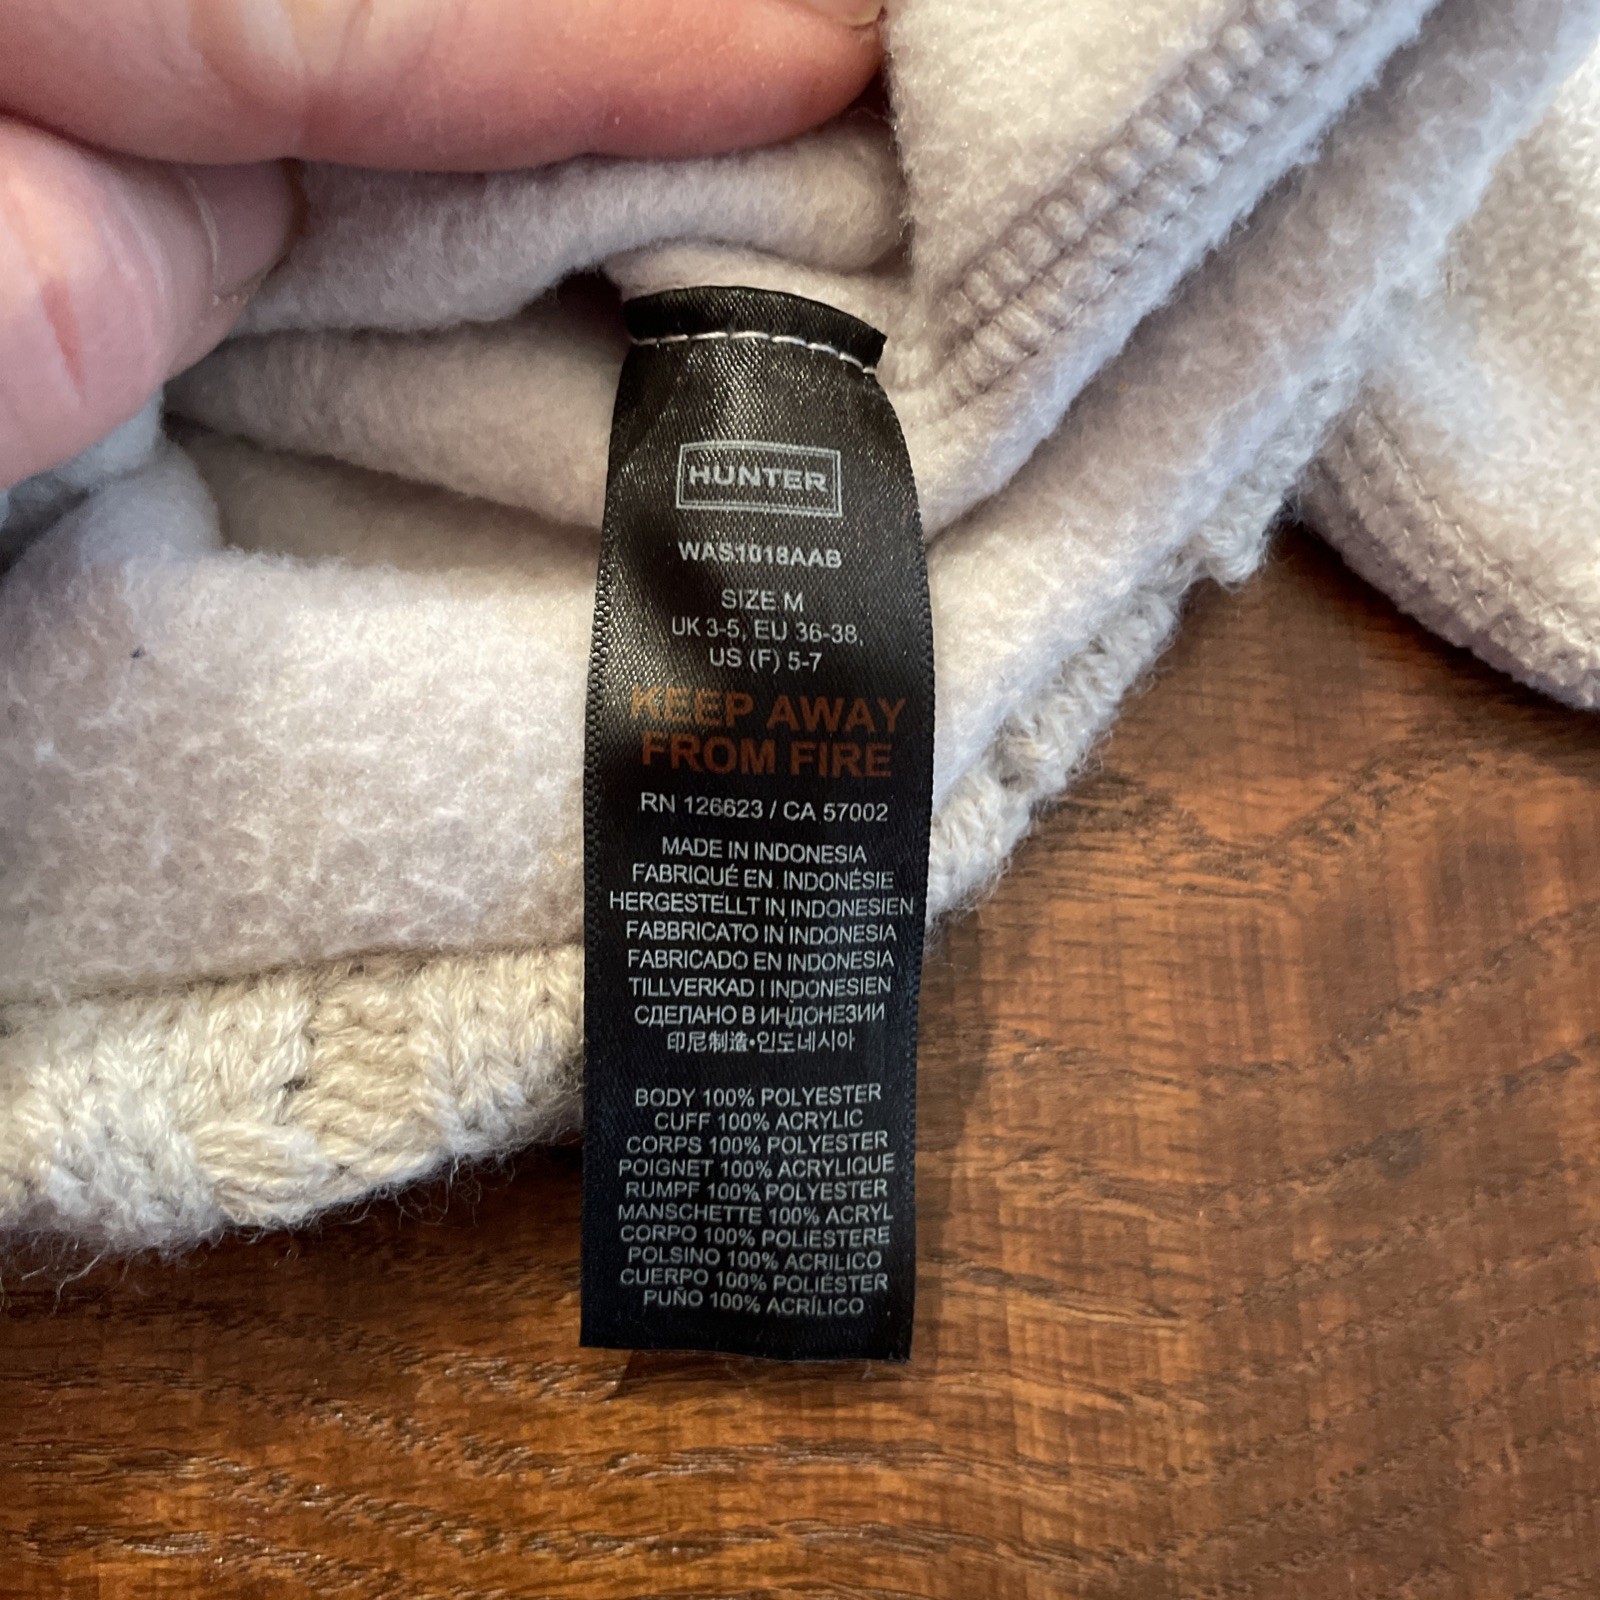 HUNTER
WAS1018AAB
SIZE M
UK 3-5, EU 36-38,
US (F) 5-7
KEEP AWAY
FROM FIRE
RN 126623 / CA 57002
MADE IN INDONESIA
FABRIQUÉ EN INDONÉSIE
HERGESTELLT IN INDONESIEN
FABBRICATO IN INDONESIA
FABRICADO EN INDONESIA
TILLVERKAD I INDONESIEN
СДЕЛАНО В ИНДОНЕЗИИ
印尼制造•인도네시아
BODY 100% POLYESTER
CUFF 100% ACRYLIC
CORPS 100% POLYESTER
POIGNET 100% ACRYLIQUE
RUMPF 100% POLYESTER
MANSCHETTE 100% ACRYL
CORPO 100% POLIESTERE
POLSINO 100% ACRILICO
CUERPO 100% POLIÉSTER
PUÑO 100% ACRÍLICO